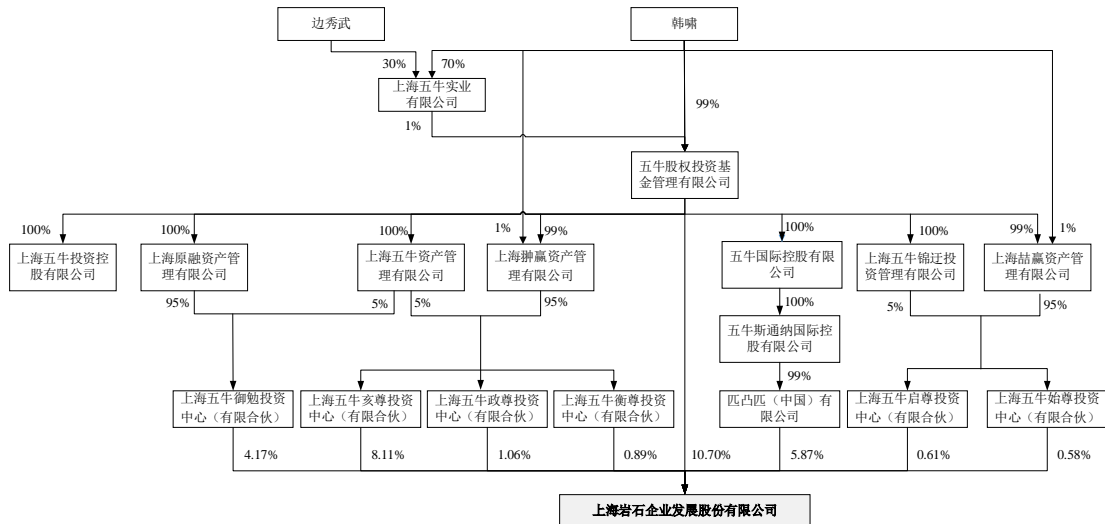 边秀武
韩啸
30%
70%
上海五牛实业
有限公司
1%
99%
五牛股权投资基
金管理有限公司
100%
100%
100%
1%
99%
100%
100%
99%
1%
上海五牛投资控
股有限公司
上海原融资产管
理有限公司
上海五牛资产管
理有限公司
上海翀赢资产管
理有限公司
五牛国际控股有限
公司
上海五牛锦迂投
资管理有限公司
上海喆赢资产管
理有限公司
95%
5%
5%
95%
100%
5%
95%
五牛斯通纳国际控
股有限公司
99%
上海五牛御勉投资
中心（有限合伙）
上海五牛亥尊投资
中心（有限合伙）
上海五牛政尊投资
中心（有限合伙）
上海五牛衡尊投资
中心（有限合伙）
匹凸匹（中国）有
限公司
上海五牛启尊投资
中心（有限合伙）
上海五牛始尊投资
中心（有限合伙）
4.17%
8.11%
1.06%
0.89%
10.70%
5.87%
0.61%
0.58%
上海岩石企业发展股份有限公司